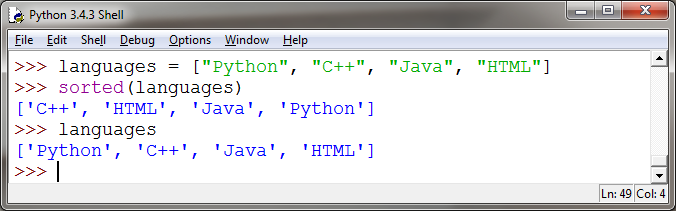 Python 3.4.3 Shell
File Edit Shell Debug Options Window Help
>>> languages = ["Python", "C++", "Java", "HTML"]
>>> sorted(languages)
['C++', 'HTML', 'Java', 'Python']
>>> languages
['Python', 'C++', 'Java', 'HTML']
>>>
Ln: 49 Col: 4